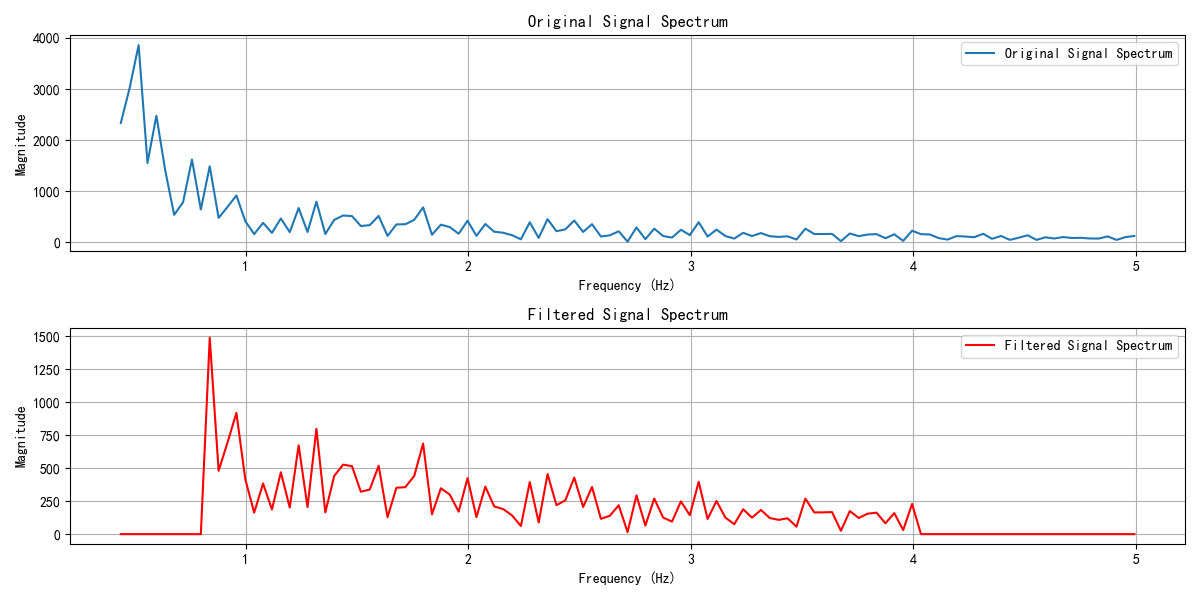 Original Signal Spectrum
4000
3000
2000
1000
0
Magnitude
Original Signal Spectrum
1 2 3 4 5
Frequency (Hz)
Filtered Signal Spectrum
1500
1250
1000
750
500
250
0
Magnitude
Filtered Signal Spectrum
1 2 3 4 5
Frequency (Hz)